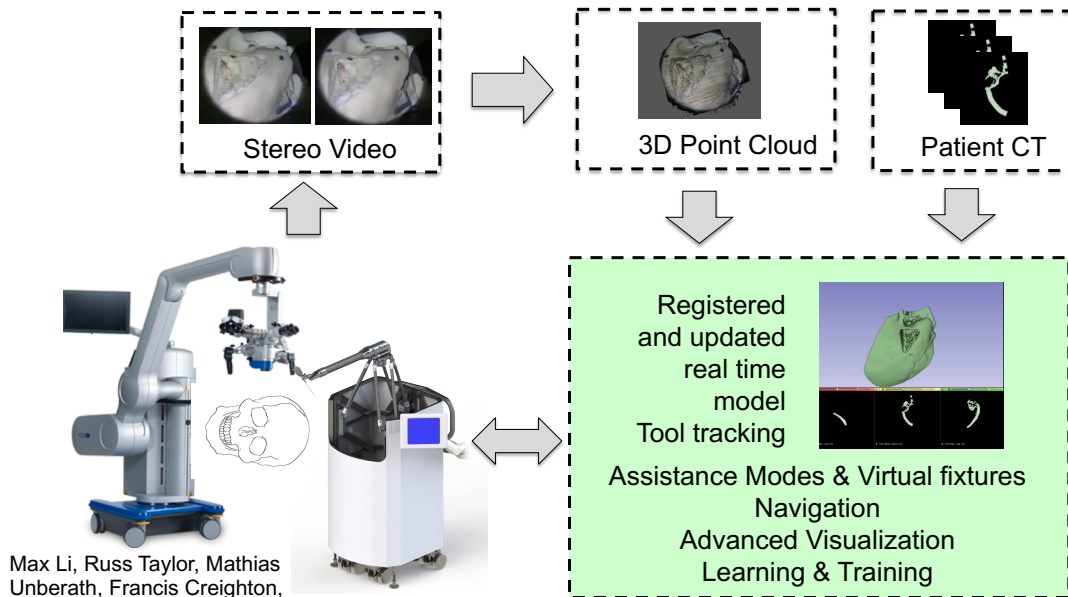 Stereo Video
3D Point Cloud
Patient CT
Registered
and updated
real time
model
Tool tracking
Assistance Modes & Virtual fixtures
Navigation
Advanced Visualization
Learning & Training
Max Li, Russ Taylor, Mathias
Unberath, Francis Creighton,